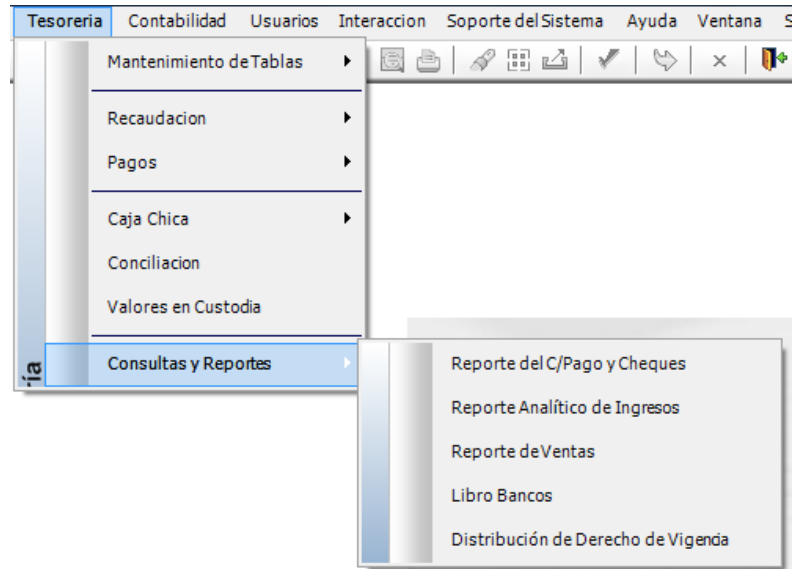 Tesoreria Contabilidad Usuarios Interaccion Soporte del Sistema Ayuda Ventana S
Mantenimiento de Tablas
Recaudacion
Pagos
Caja Chica
Conciliacion
Valores en Custodia
Consultas y Reportes
ría
Reporte del C/Pago y Cheques
Reporte Analítico de Ingresos
Reporte de Ventas
Libro Bancos
Distribución de Derecho de Vigencia